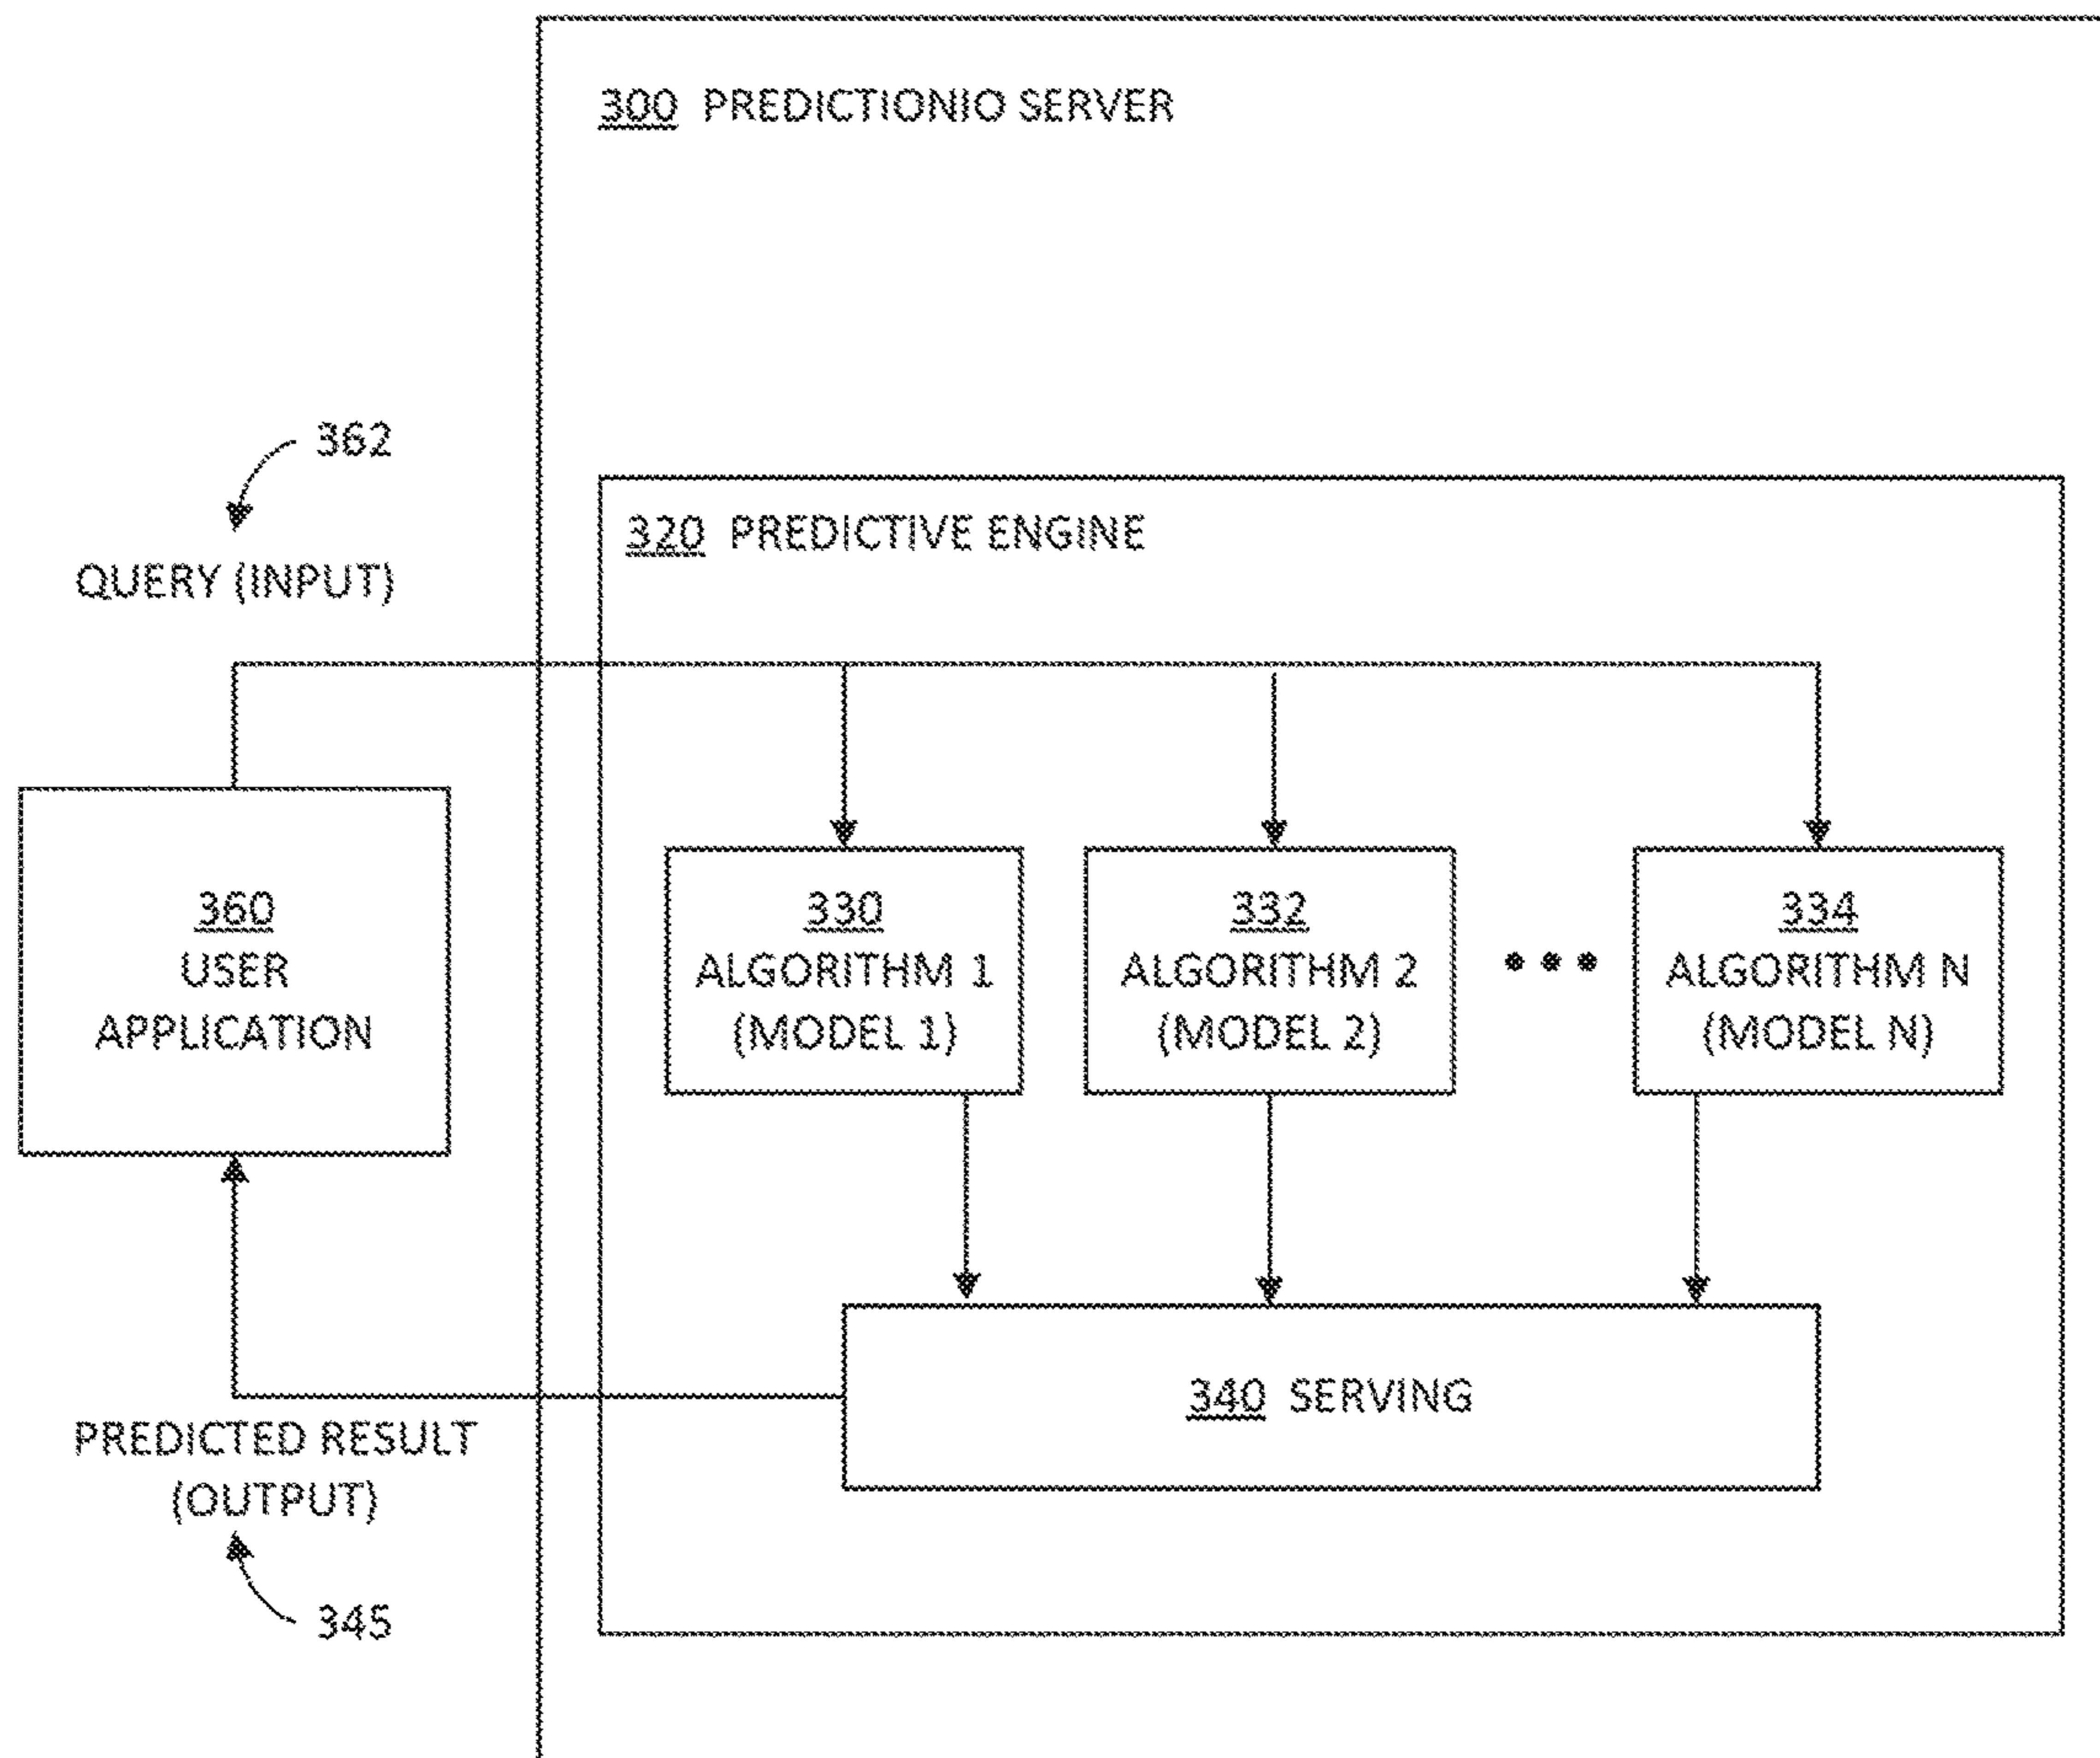 300 PREDICTIONIO SERVER
362
320 PREDICTIVE ENGINE
QUERY (INPUT)
360
USER
APPLICATION
330
ALGORITHM 1
(MODEL 1)
332
ALGORITHM 2
(MODEL 2)
334
ALGORITHM N
(MODEL N)
340 SERVING
PREDICTED RESULT
(OUTPUT)
345